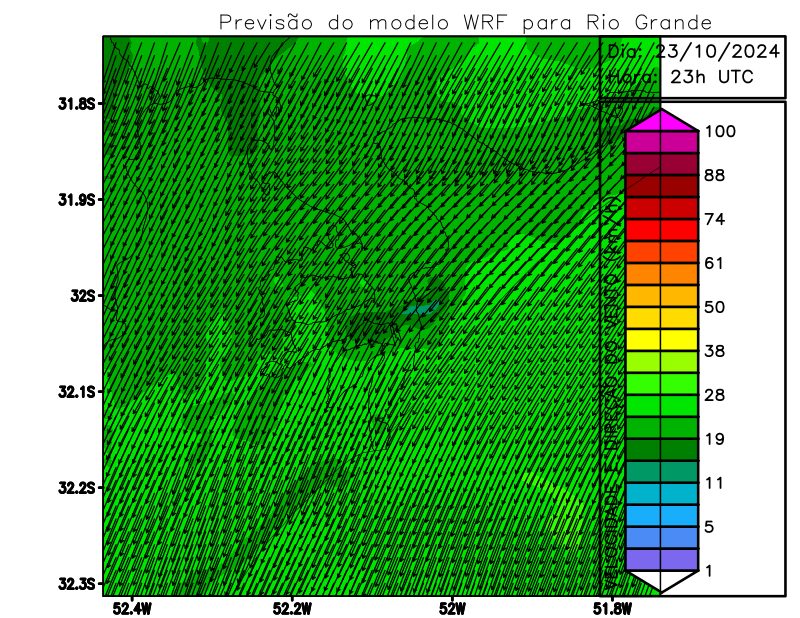 Previsão do modelo WRF para Rio Grande
Dia: 23/10/2024
Hora: 23h UTC
31.8S
31.9S
32S
32.1S
32.2S
32.3S
52.4W
52.2W
52W
51.8W
VELOCIDADE E DIREÇÃO DO VENTO (km/h)
100
88
74
61
50
38
28
19
11
5
1